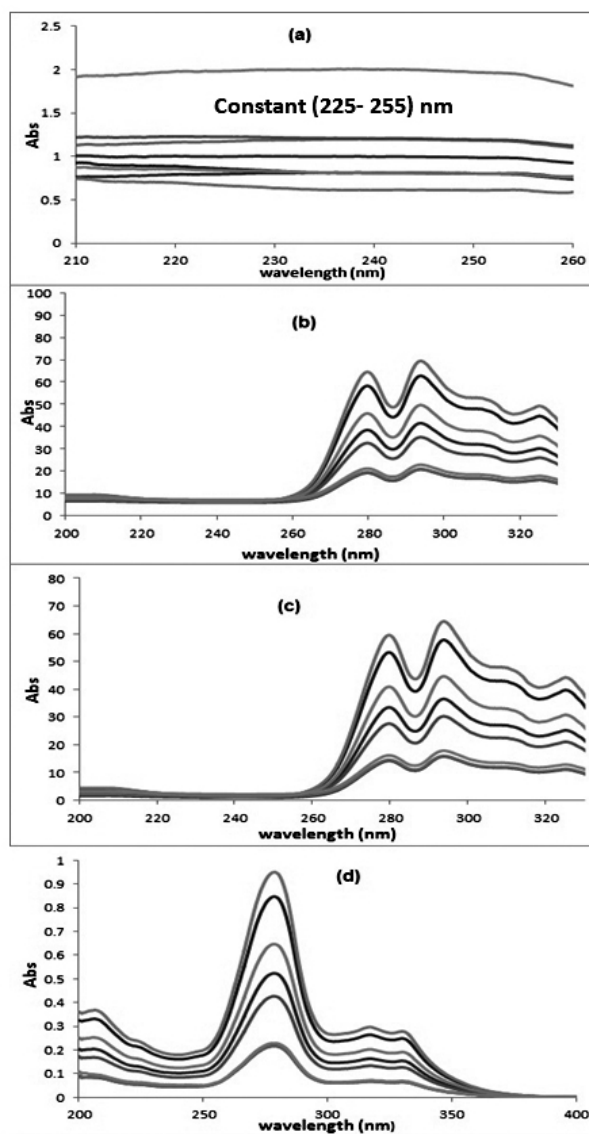 (a)
2.5
2
1.5
1
0.5
0
Abs
Constant (225- 255) nm
210 220 230 240 250 260
wavelength (nm)
(b)
100
90
80
70
60
50
40
30
20
10
0
Abs
200 220 240 260 280 300 320
wavelength (nm)
(c)
80
70
60
50
40
30
20
10
0
Abs
200 220 240 260 280 300 320
wavelength (nm)
(d)
1
0.9
0.8
0.7
0.6
0.5
0.4
0.3
0.2
0.1
0
Abs
200 250 300 350 400
wavelength (nm)